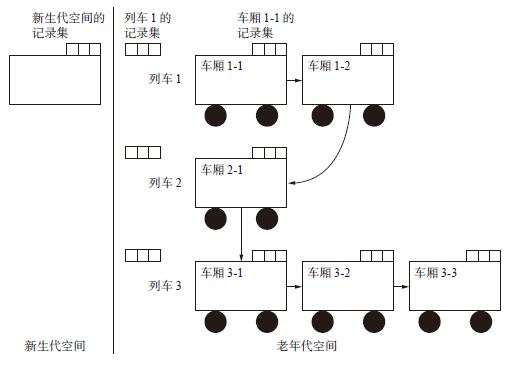 新生代空间的
记录集
列车1的
记录集
车厢1-1的
记录集
列车1
车厢1-1
车厢1-2
列车2
车厢2-1
列车3
车厢3-1
车厢3-2
车厢3-3
新生代空间
老年代空间